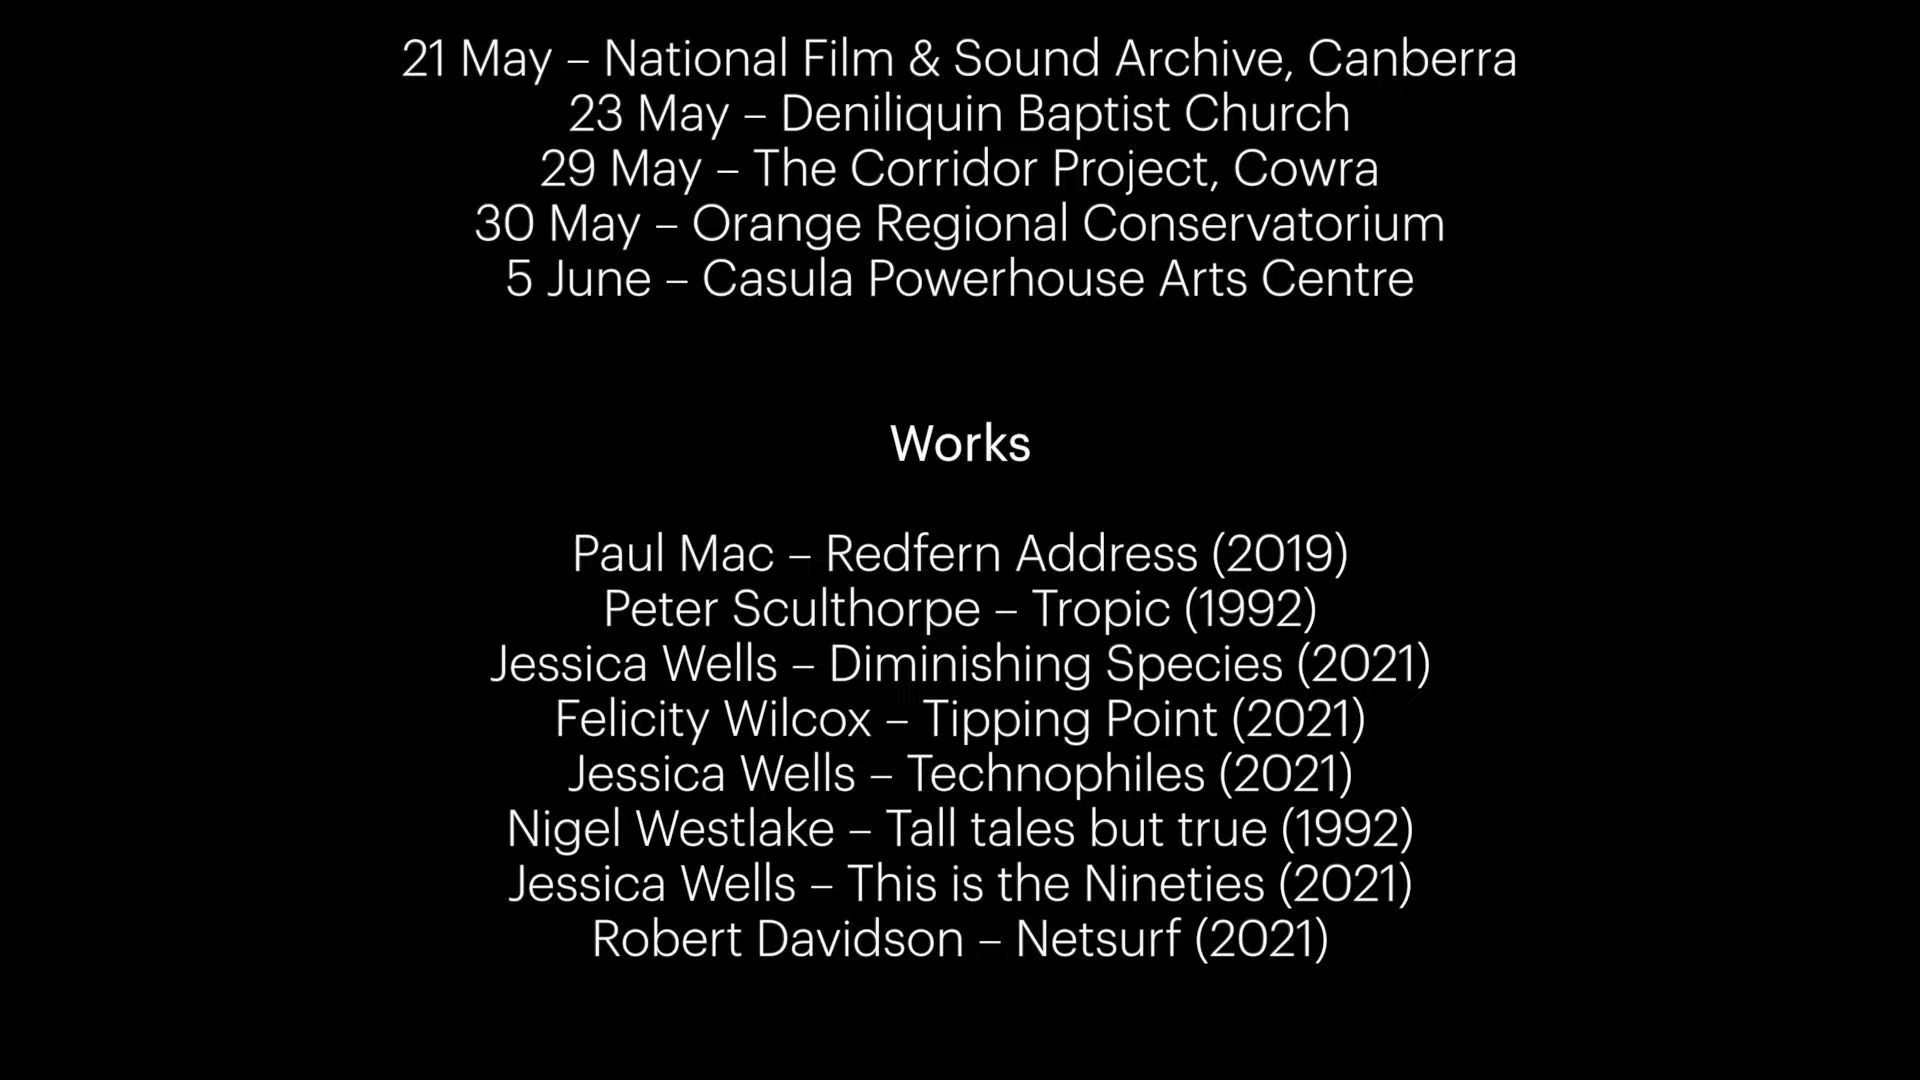 21 May – National Film & Sound Archive, Canberra
23 May – Deniliquin Baptist Church
29 May – The Corridor Project, Cowra
30 May – Orange Regional Conservatorium
5 June – Casula Powerhouse Arts Centre
Works
Paul Mac – Redfern Address (2019)
Peter Sculthorpe – Tropic (1992)
Jessica Wells – Diminishing Species (2021)
Felicity Wilcox – Tipping Point (2021)
Jessica Wells – Technophiles (2021)
Nigel Westlake – Tall tales but true (1992)
Jessica Wells – This is the Nineties (2021)
Robert Davidson – Netsurf (2021)